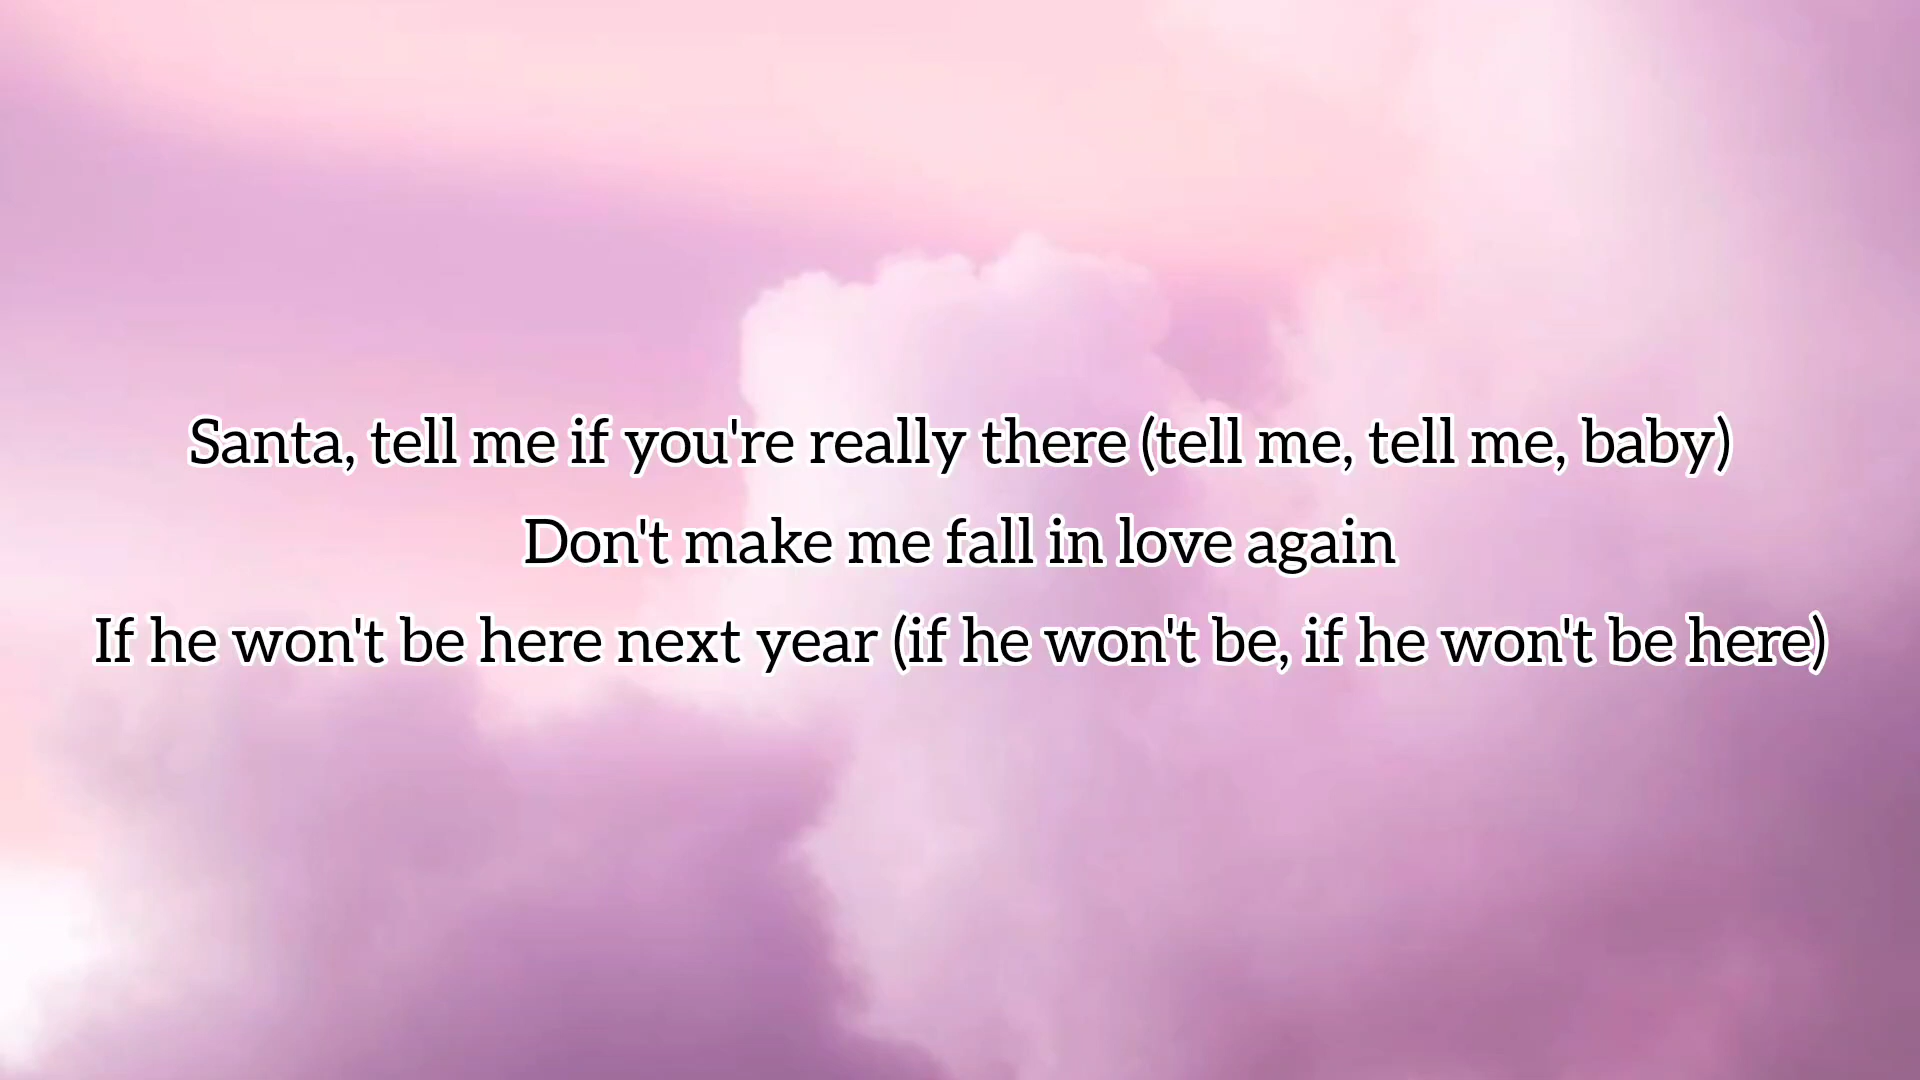 Santa, tell me if you're really there (tell me, tell me, baby)
Don't make me fall in love again
If he won't be here next year (if he won't be, if he won't be here)